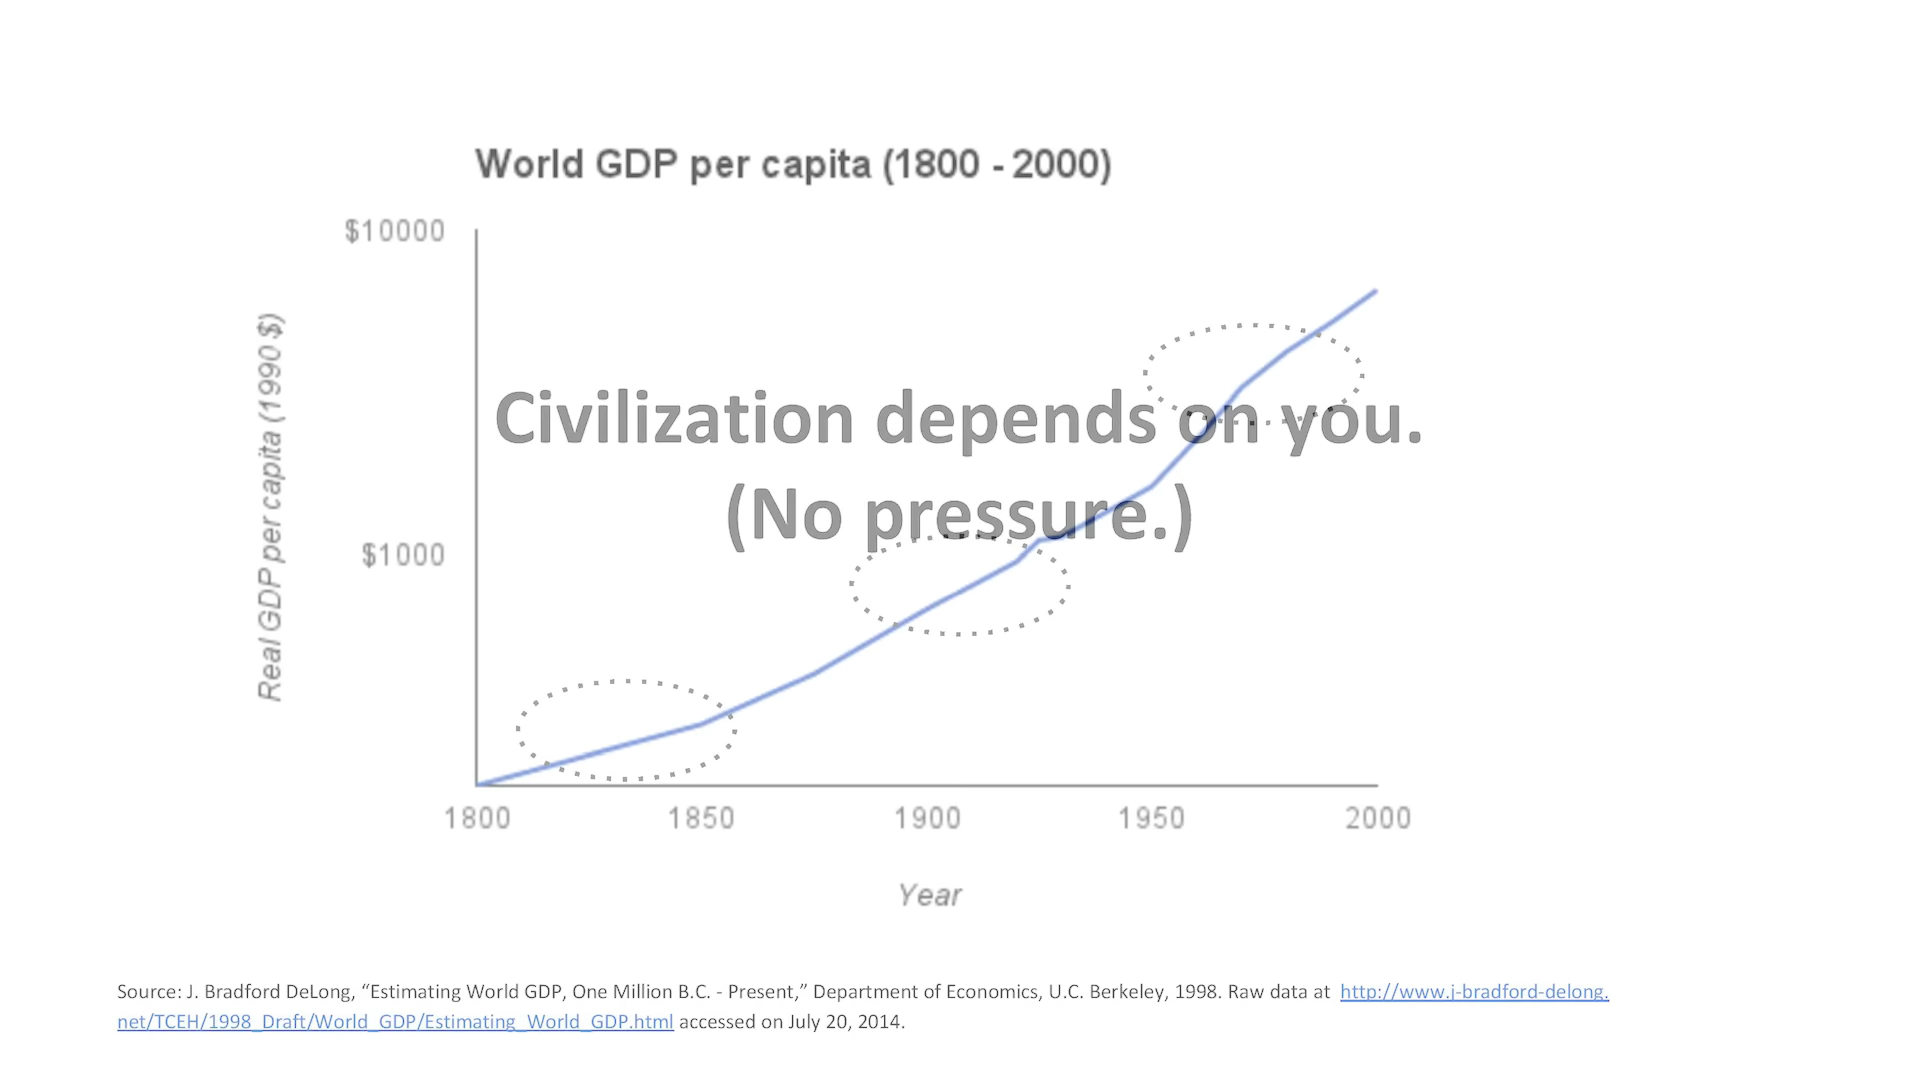 World GDP per capita (1800 - 2000)
$10000
Real GDP per capita (1990 $)
Civilization depends on you.
(No pressure.)
$1000
1800 1850 1900 1950 2000
Year
Source: J. Bradford DeLong, “Estimating World GDP, One Million B.C. - Present,” Department of Economics, U.C. Berkeley, 1998. Raw data at http://www.j-bradford-delong.
net/TCEH/1998_Draft/World_GDP/Estimating_World_GDP.html accessed on July 20, 2014.